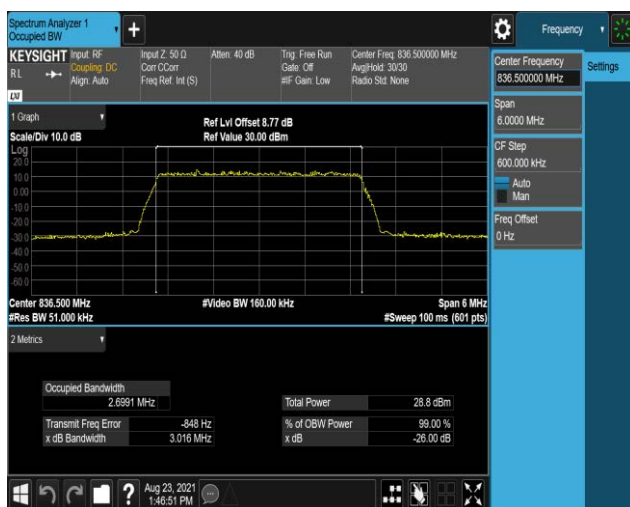 Spectrum Analyzer 1
Occupied BW
+
Frequency
KEYSIGHT
RL
LXI
Input: RF
Coupling: DC
Align: Auto
Input Z: 50 Ω
Corr CCorr
Freq Ref: Int (S)
Atten: 40 dB
Trig: Free Run
Gate: Off
#IF Gain: Low
Center Freq: 836.500000 MHz
Avg|Hold: 30/30
Radio Std: None
Center Frequency
836.500000 MHz
Settings
Span
6.0000 MHz
CF Step
600.000 kHz
Auto
Man
Freq Offset
0 Hz
1 Graph
Scale/Div 10.0 dB
Ref Lvl Offset 8.77 dB
Ref Value 30.00 dBm
Log
20.0
10.0
0.00
-10.0
-20.0
-30.0
-40.0
-50.0
-60.0
Center 836.500 MHz
#Res BW 51.000 kHz
#Video BW 160.00 kHz
Span 6 MHz
#Sweep 100 ms (601 pts)
2 Metrics
Occupied Bandwidth
2.6991 MHz
Total Power 28.8 dBm
Transmit Freq Error -848 Hz
% of OBW Power 99.00 %
x dB Bandwidth 3.016 MHz
x dB -26.00 dB
?
Aug 23, 2021
1:46:51 PM